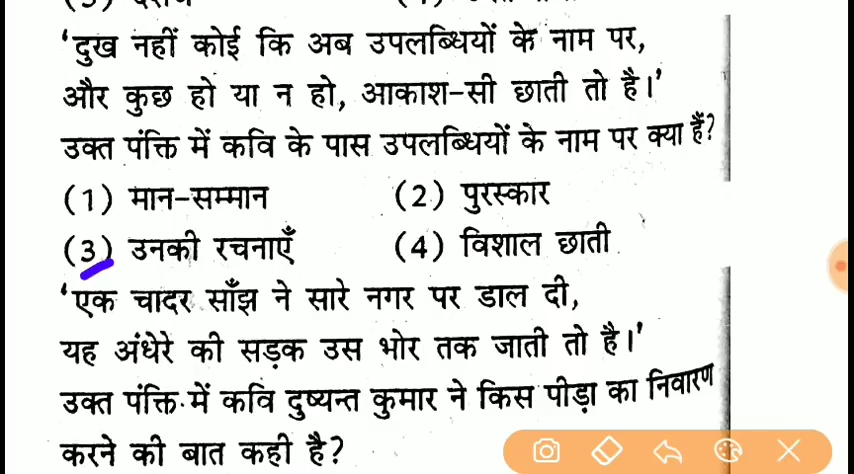 'दुख नहीं कोई कि अब उपलब्धियों के नाम पर,
और कुछ हो या न हो, आकाश-सी छाती तो है।'
उक्त पंक्ति में कवि के पास उपलब्धियों के नाम पर क्या हैं?
(1) मान-सम्मान (2) पुरस्कार
(3) उनकी रचनाएँ (4) विशाल छाती
'एक चादर साँझ ने सारे नगर पर डाल दी,
यह अंधेरे की सड़क उस भोर तक जाती तो है।'
उक्त पंक्ति में कवि दुष्यन्त कुमार ने किस पीड़ा का निवारण
करने की बात कही है?